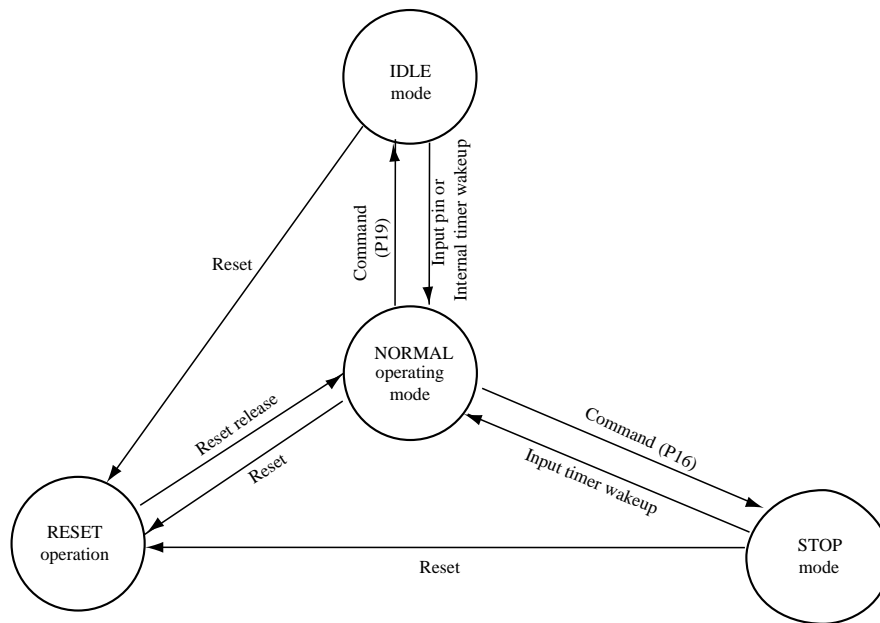 IDLE
mode
Command
(P19)
Input pin or
Internal timer wakeup
Reset
NORMAL
operating
mode
Reset release
Reset
Command (P16)
Input timer wakeup
RESET
operation
STOP
mode
Reset